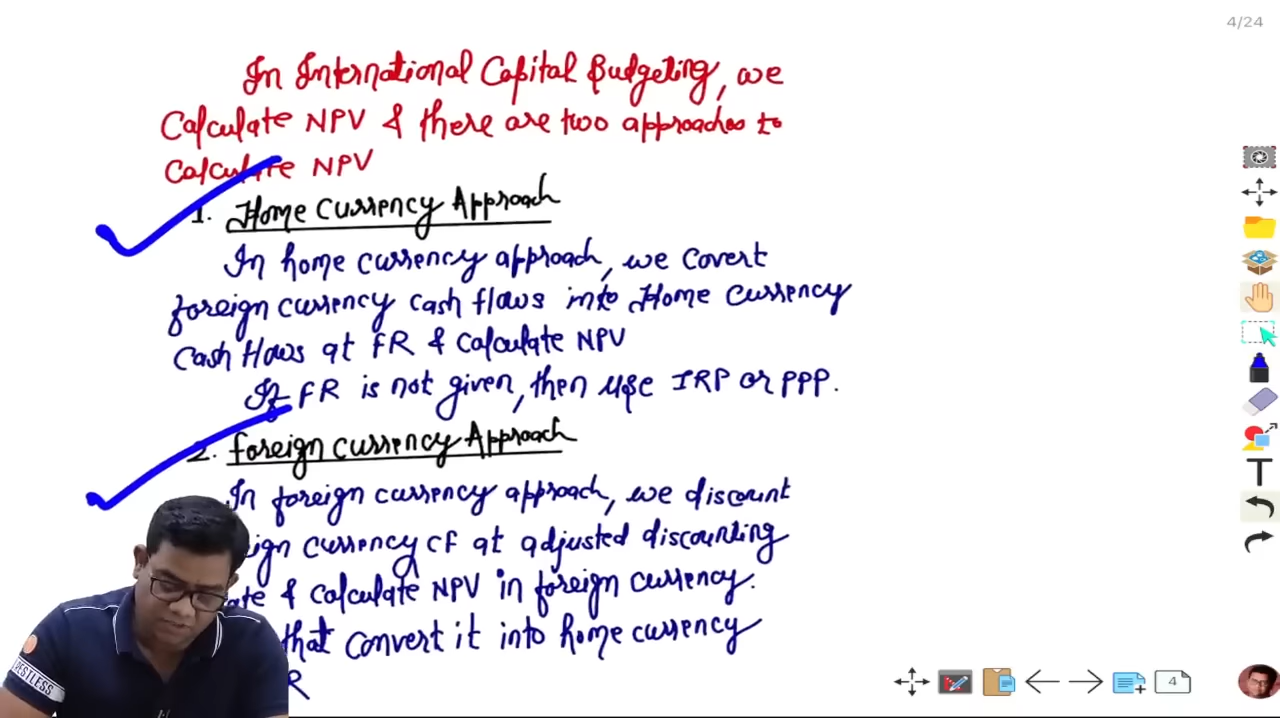 4/24
In International Capital Budgeting, we
Calculate NPV & there are two approaches to
Calculate NPV
1. Home Currency Approach
In home currency approach, we covert
foreign currency cash flows into Home Currency
Cash flows at FR & Calculate NPV
If FR is not given, then use IRP or PPP.
2. Foreign Currency Approach
In foreign currency approach, we discount
ign currency CF at adjusted discounting
ate & Calculate NPV in foreign currency.
that convert it into home currency
R
RESTLESS
T
4